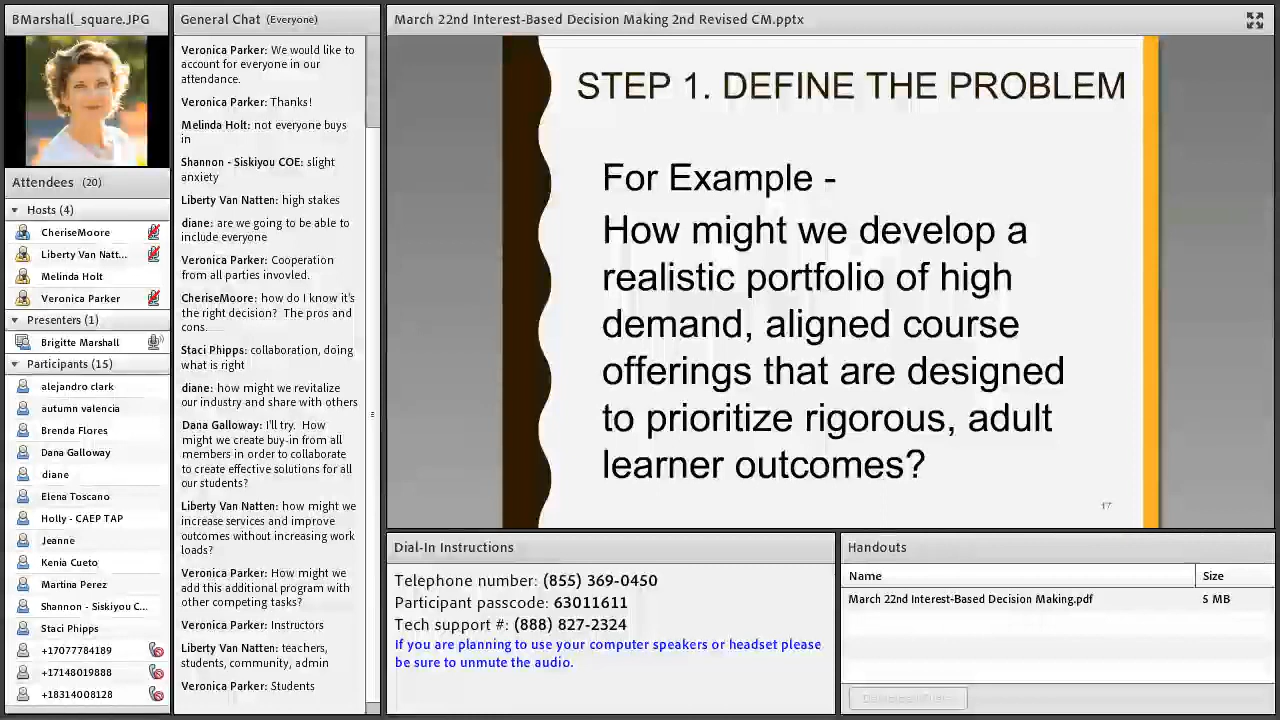 BMarshall_square.JPG
Attendees (20)
Hosts (4)
CheriseMoore
Liberty Van Natt...
Melinda Holt
Veronica Parker
Presenters (1)
Brigitte Marshall
Participants (15)
alejandro clark
autumn valencia
Brenda Flores
Dana Galloway
diane
Elena Toscano
Holly - CAEP TAP
Jeanne
Kenia Cueto
Martina Perez
Shannon - Siskiyou C...
Staci Phipps
+17077784189
+17148019888
+18314008128
General Chat (Everyone)
Veronica Parker: We would like to
account for everyone in our
attendance.
Veronica Parker: Thanks!
Melinda Holt: not everyone buys
in
Shannon - Siskiyou COE: slight
anxiety
Liberty Van Natten: high stakes
diane: are we going to be able to
include everyone
Veronica Parker: Cooperation
from all parties invovled.
CheriseMoore: how do I know it's
the right decision? The pros and
cons.
Staci Phipps: collaboration, doing
what is right
diane: how might we revitalize
our industry and share with others
Dana Galloway: I'll try. How
might we create buy-in from all
members in order to collaborate
to create effective solutions for all
our students?
Liberty Van Natten: how might we
increase services and improve
outcomes without increasing work
loads?
Veronica Parker: How might we
add this additional program with
other competing tasks?
Veronica Parker: Instructors
Liberty Van Natten: teachers,
students, community, admin
Veronica Parker: Students
March 22nd Interest-Based Decision Making 2nd Revised CM.pptx
STEP 1. DEFINE THE PROBLEM
For Example -
How might we develop a
realistic portfolio of high
demand, aligned course
offerings that are designed
to prioritize rigorous, adult
learner outcomes?
17
Dial-In Instructions
Telephone number: (855) 369-0450
Participant passcode: 63011611
Tech support #: (888) 827-2324
If you are planning to use your computer speakers or headset please
be sure to unmute the audio.
Handouts
Name Size
March 22nd Interest-Based Decision Making.pdf 5 MB